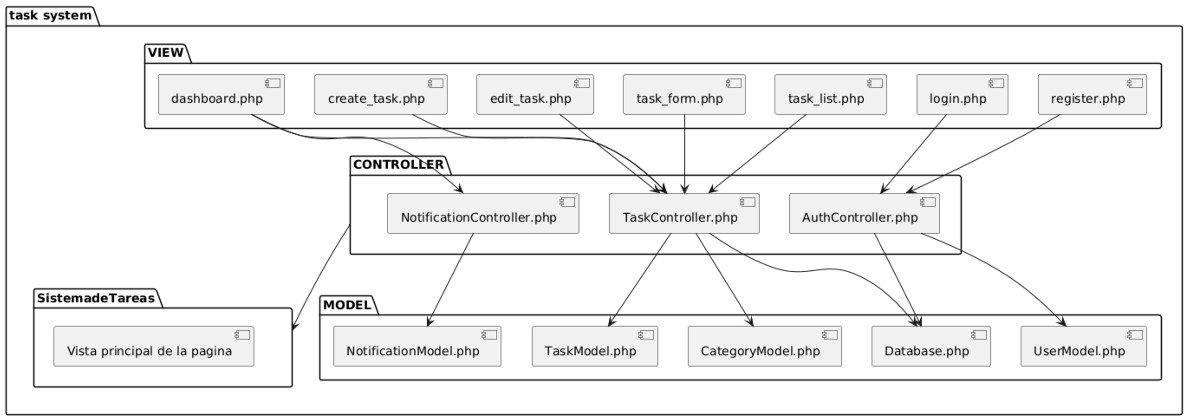 task system
VIEW
dashboard.php
create_task.php
edit_task.php
task_form.php
task_list.php
login.php
register.php
CONTROLLER
NotificationController.php
TaskController.php
AuthController.php
SistemadeTareas
Vista principal de la pagina
MODEL
NotificationModel.php
TaskModel.php
CategoryModel.php
Database.php
UserModel.php